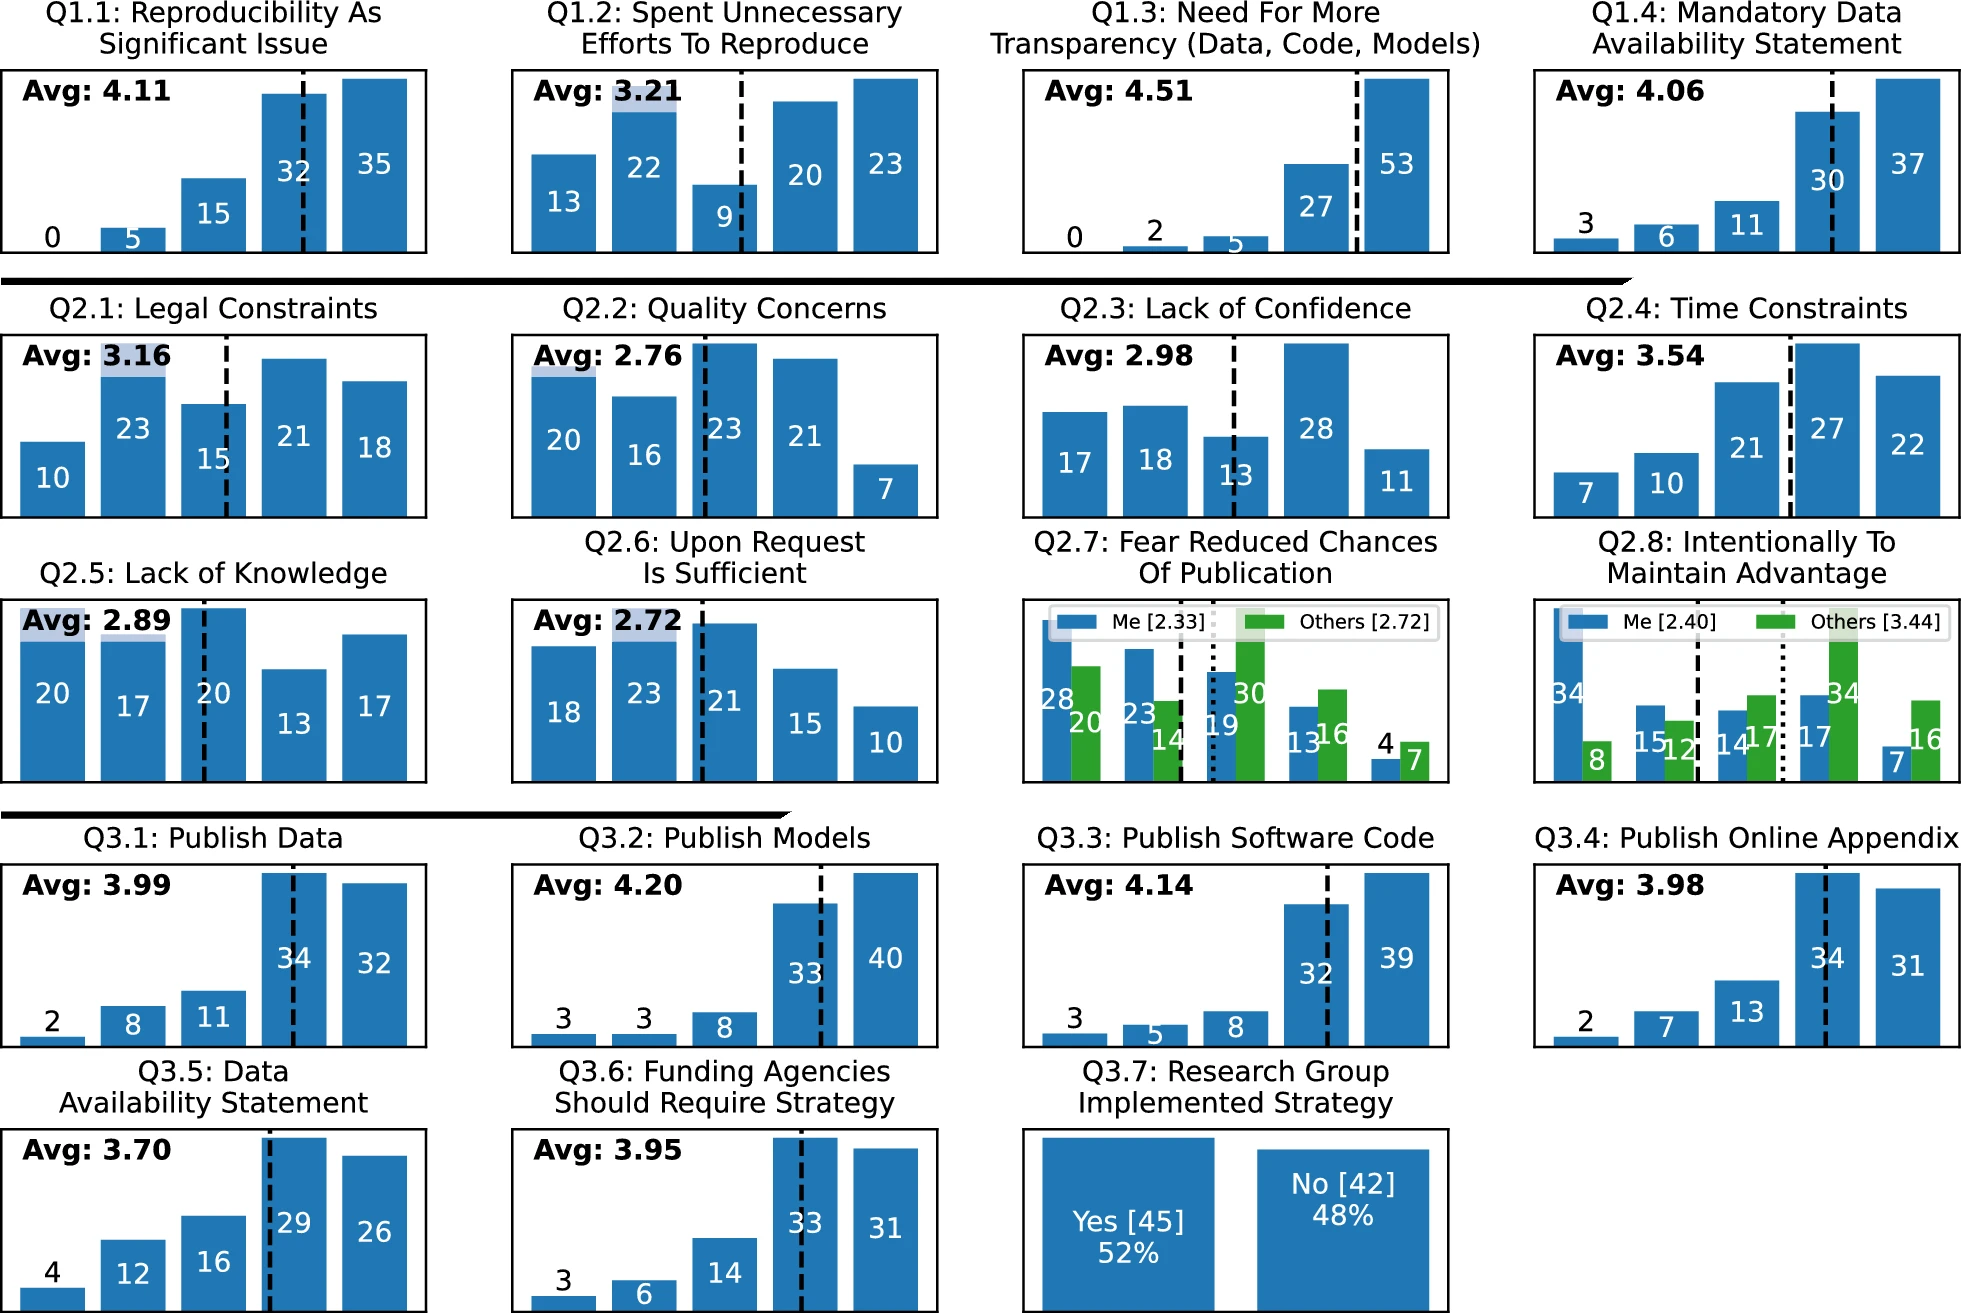 Q1.1: Reproducibility As
Significant Issue
Avg: 4.11
0
5
15
32
35
Q1.2: Spent Unnecessary
Efforts To Reproduce
Avg: 3.21
13
22
9
20
23
Q1.3: Need For More
Transparency (Data, Code, Models)
Avg: 4.51
0
2
5
27
53
Q1.4: Mandatory Data
Availability Statement
Avg: 4.06
3
6
11
30
37
Q2.1: Legal Constraints
Avg: 3.16
10
23
15
21
18
Q2.2: Quality Concerns
Avg: 2.76
20
16
23
21
7
Q2.3: Lack of Confidence
Avg: 2.98
17
18
13
28
11
Q2.4: Time Constraints
Avg: 3.54
7
10
21
27
22
Q2.5: Lack of Knowledge
Avg: 2.89
20
17
20
13
17
Q2.6: Upon Request
Is Sufficient
Avg: 2.72
18
23
21
15
10
Q2.7: Fear Reduced Chances
Of Publication
Me [2.33]
Others [2.72]
28
20
23
14
19
30
13
16
4
7
Q2.8: Intentionally To
Maintain Advantage
Me [2.40]
Others [3.44]
34
8
15
12
14
17
17
34
7
16
Q3.1: Publish Data
Avg: 3.99
2
8
11
34
32
Q3.2: Publish Models
Avg: 4.20
3
3
8
33
40
Q3.3: Publish Software Code
Avg: 4.14
3
5
8
32
39
Q3.4: Publish Online Appendix
Avg: 3.98
2
7
13
34
31
Q3.5: Data
Availability Statement
Avg: 3.70
4
12
16
29
26
Q3.6: Funding Agencies
Should Require Strategy
Avg: 3.95
3
6
14
33
31
Q3.7: Research Group
Implemented Strategy
Yes [45]
52%
No [42]
48%